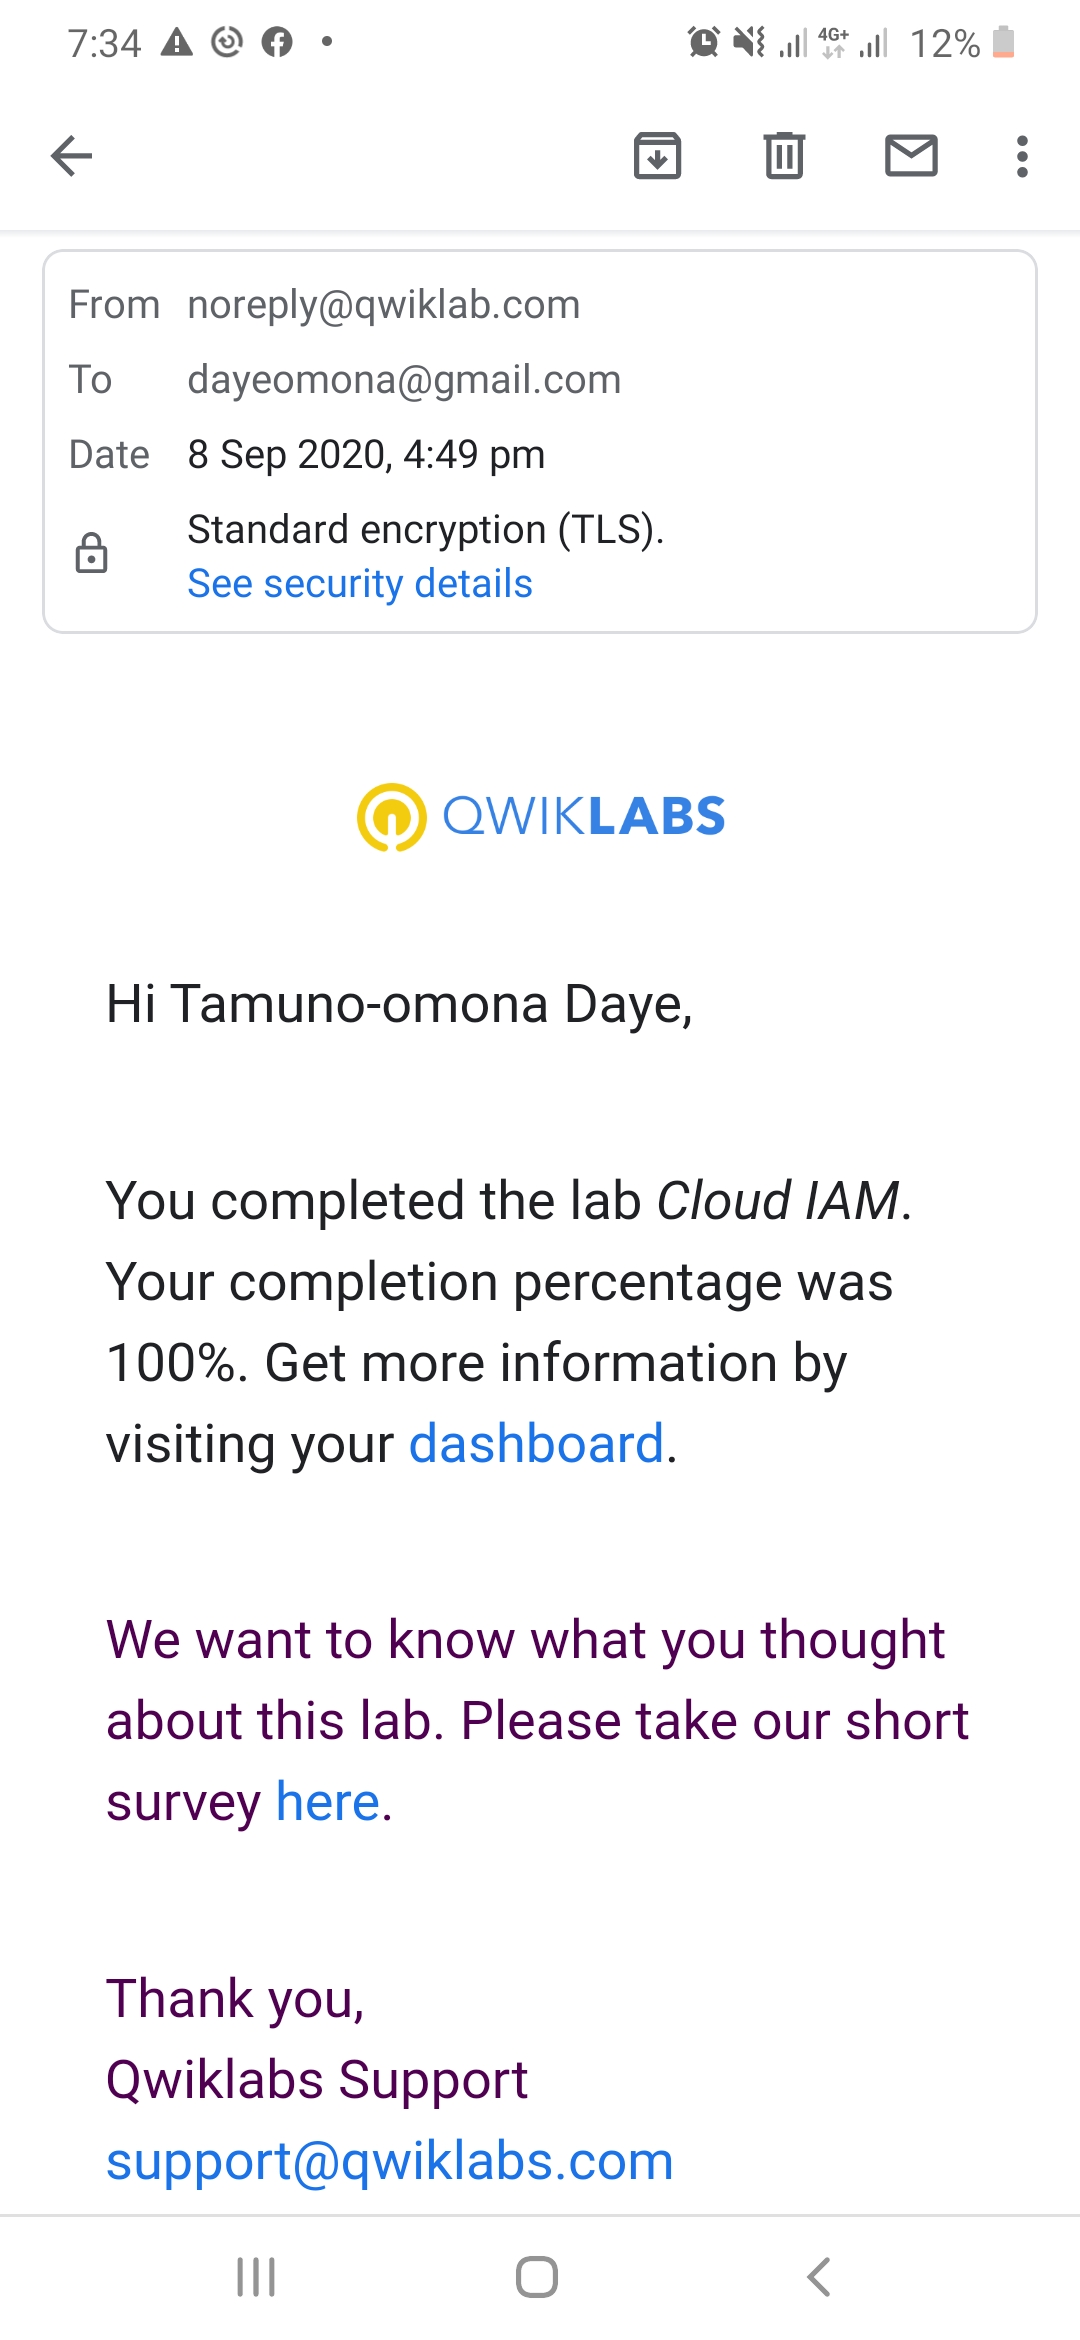 7:34
4G+
12%
From noreply@qwiklab.com
To dayeomona@gmail.com
Date 8 Sep 2020, 4:49 pm
Standard encryption (TLS).
See security details
QWIKLABS
Hi Tamuno-omona Daye,
You completed the lab Cloud IAM.
Your completion percentage was
100%. Get more information by
visiting your dashboard.
We want to know what you thought
about this lab. Please take our short
survey here.
Thank you,
Qwiklabs Support
support@qwiklabs.com